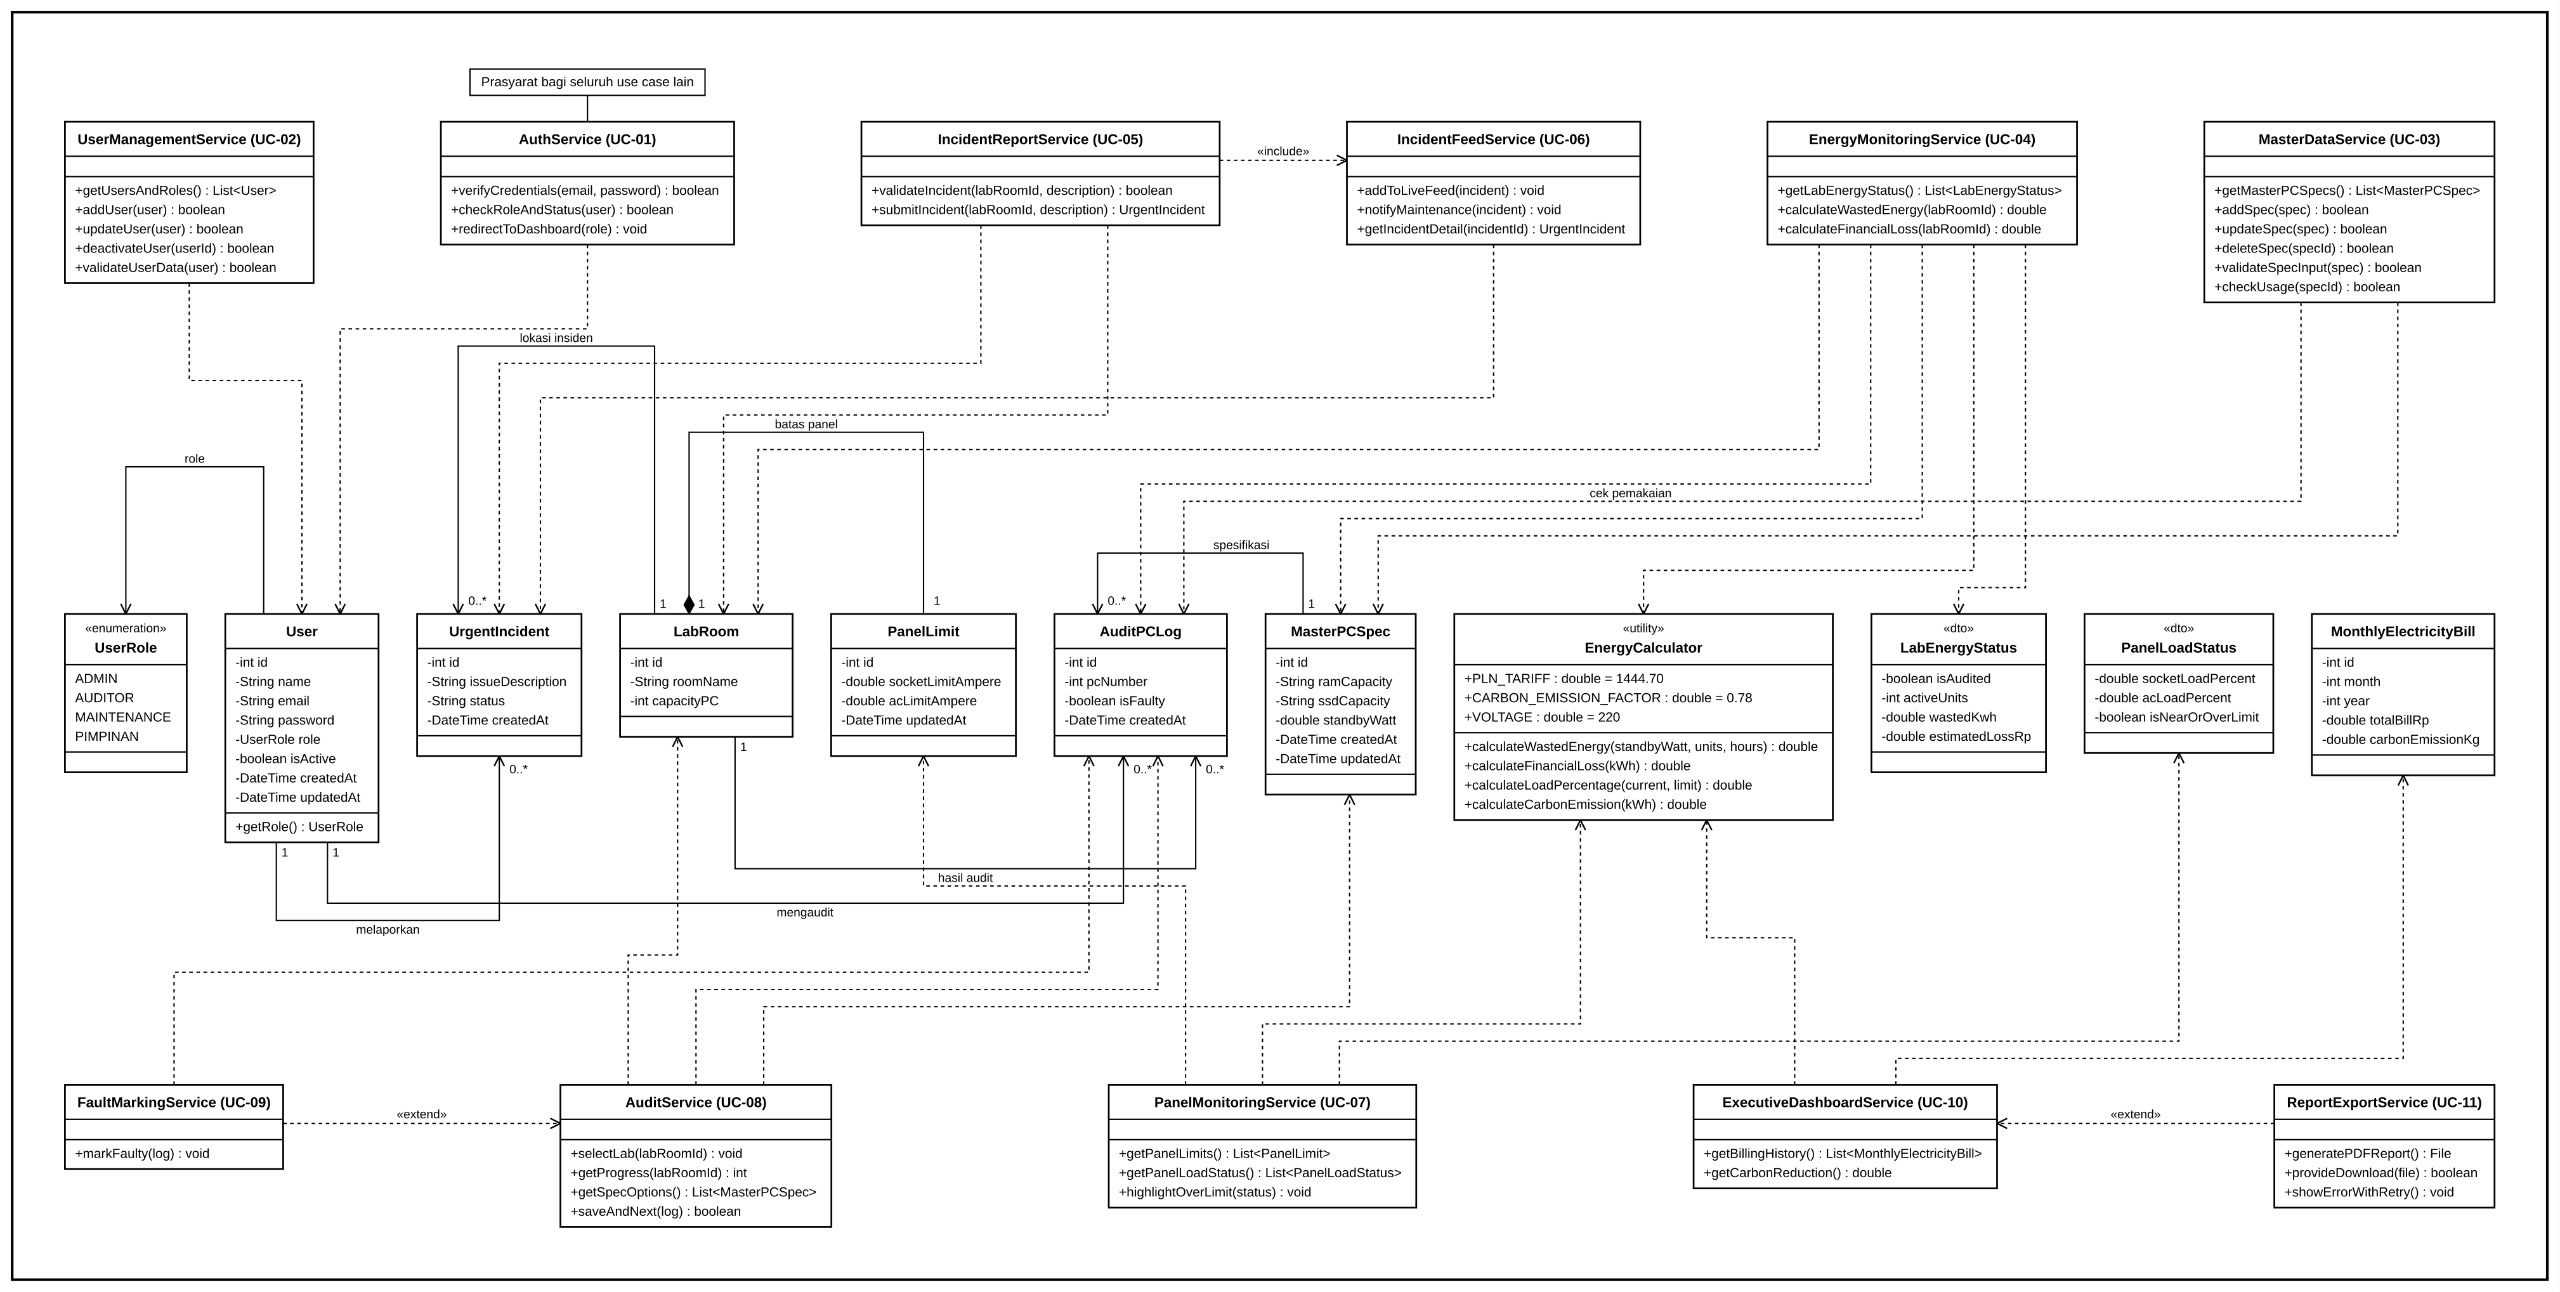 Prasyarat bagi seluruh use case lain
UserManagementService (UC-02)
+getUsersAndRoles() : List<User>
+addUser(user) : boolean
+updateUser(user) : boolean
+deactivateUser(userId) : boolean
+validateUserData(user) : boolean
AuthService (UC-01)
+verifyCredentials(email, password) : boolean
+checkRoleAndStatus(user) : boolean
+redirectToDashboard(role) : void
IncidentReportService (UC-05)
+validateIncident(labRoomId, description) : boolean
+submitIncident(labRoomId, description) : UrgentIncident
«include»
IncidentFeedService (UC-06)
+addToLiveFeed(incident) : void
+notifyMaintenance(incident) : void
+getIncidentDetail(incidentId) : UrgentIncident
EnergyMonitoringService (UC-04)
+getLabEnergyStatus() : List<LabEnergyStatus>
+calculateWastedEnergy(labRoomId) : double
+calculateFinancialLoss(labRoomId) : double
MasterDataService (UC-03)
+getMasterPCSpecs() : List<MasterPCSpec>
+addSpec(spec) : boolean
+updateSpec(spec) : boolean
+deleteSpec(specId) : boolean
+validateSpecInput(spec) : boolean
+checkUsage(specId) : boolean
lokasi insiden
batas panel
role
cek pemakaian
spesifikasi
0..*
1
1
1
0..*
1
«enumeration»
UserRole
ADMIN
AUDITOR
MAINTENANCE
PIMPINAN
User
-int id
-String name
-String email
-String password
-UserRole role
-boolean isActive
-DateTime createdAt
-DateTime updatedAt
+getRole() : UserRole
UrgentIncident
-int id
-String issueDescription
-String status
-DateTime createdAt
LabRoom
-int id
-String roomName
-int capacityPC
PanelLimit
-int id
-double socketLimitAmpere
-double acLimitAmpere
-DateTime updatedAt
AuditPCLog
-int id
-int pcNumber
-boolean isFaulty
-DateTime createdAt
MasterPCSpec
-int id
-String ramCapacity
-String ssdCapacity
-double standbyWatt
-DateTime createdAt
-DateTime updatedAt
«utility»
EnergyCalculator
+PLN_TARIFF : double = 1444.70
+CARBON_EMISSION_FACTOR : double = 0.78
+VOLTAGE : double = 220
+calculateWastedEnergy(standbyWatt, units, hours) : double
+calculateFinancialLoss(kWh) : double
+calculateLoadPercentage(current, limit) : double
+calculateCarbonEmission(kWh) : double
«dto»
LabEnergyStatus
-boolean isAudited
-int activeUnits
-double wastedKwh
-double estimatedLossRp
«dto»
PanelLoadStatus
-double socketLoadPercent
-double acLoadPercent
-boolean isNearOrOverLimit
MonthlyElectricityBill
-int id
-int month
-int year
-double totalBillRp
-double carbonEmissionKg
1
0..*
0..*
0..*
1
1
hasil audit
mengaudit
melaporkan
FaultMarkingService (UC-09)
+markFaulty(log) : void
«extend»
AuditService (UC-08)
+selectLab(labRoomId) : void
+getProgress(labRoomId) : int
+getSpecOptions() : List<MasterPCSpec>
+saveAndNext(log) : boolean
PanelMonitoringService (UC-07)
+getPanelLimits() : List<PanelLimit>
+getPanelLoadStatus() : List<PanelLoadStatus>
+highlightOverLimit(status) : void
ExecutiveDashboardService (UC-10)
+getBillingHistory() : List<MonthlyElectricityBill>
+getCarbonReduction() : double
«extend»
ReportExportService (UC-11)
+generatePDFReport() : File
+provideDownload(file) : boolean
+showErrorWithRetry() : void